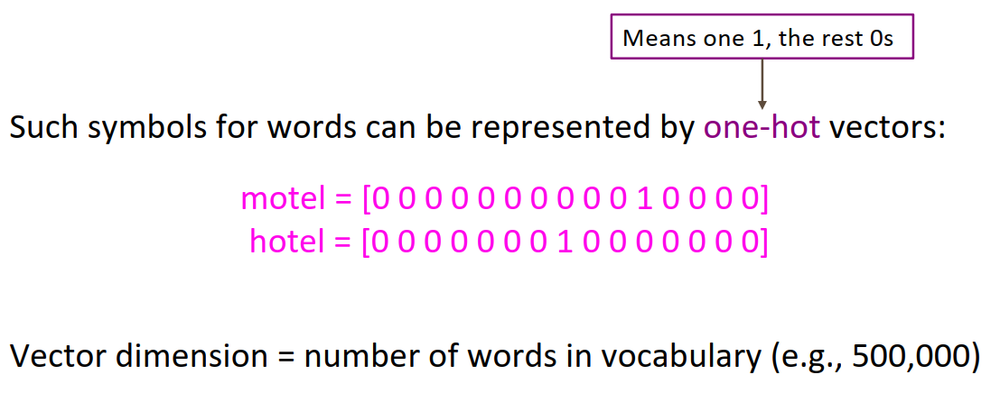 Means one 1, the rest 0s
Such symbols for words can be represented by one-hot vectors:
motel = [0 0 0 0 0 0 0 0 0 0 1 0 0 0 0]
hotel = [0 0 0 0 0 0 0 1 0 0 0 0 0 0 0]
Vector dimension = number of words in vocabulary (e.g., 500,000)